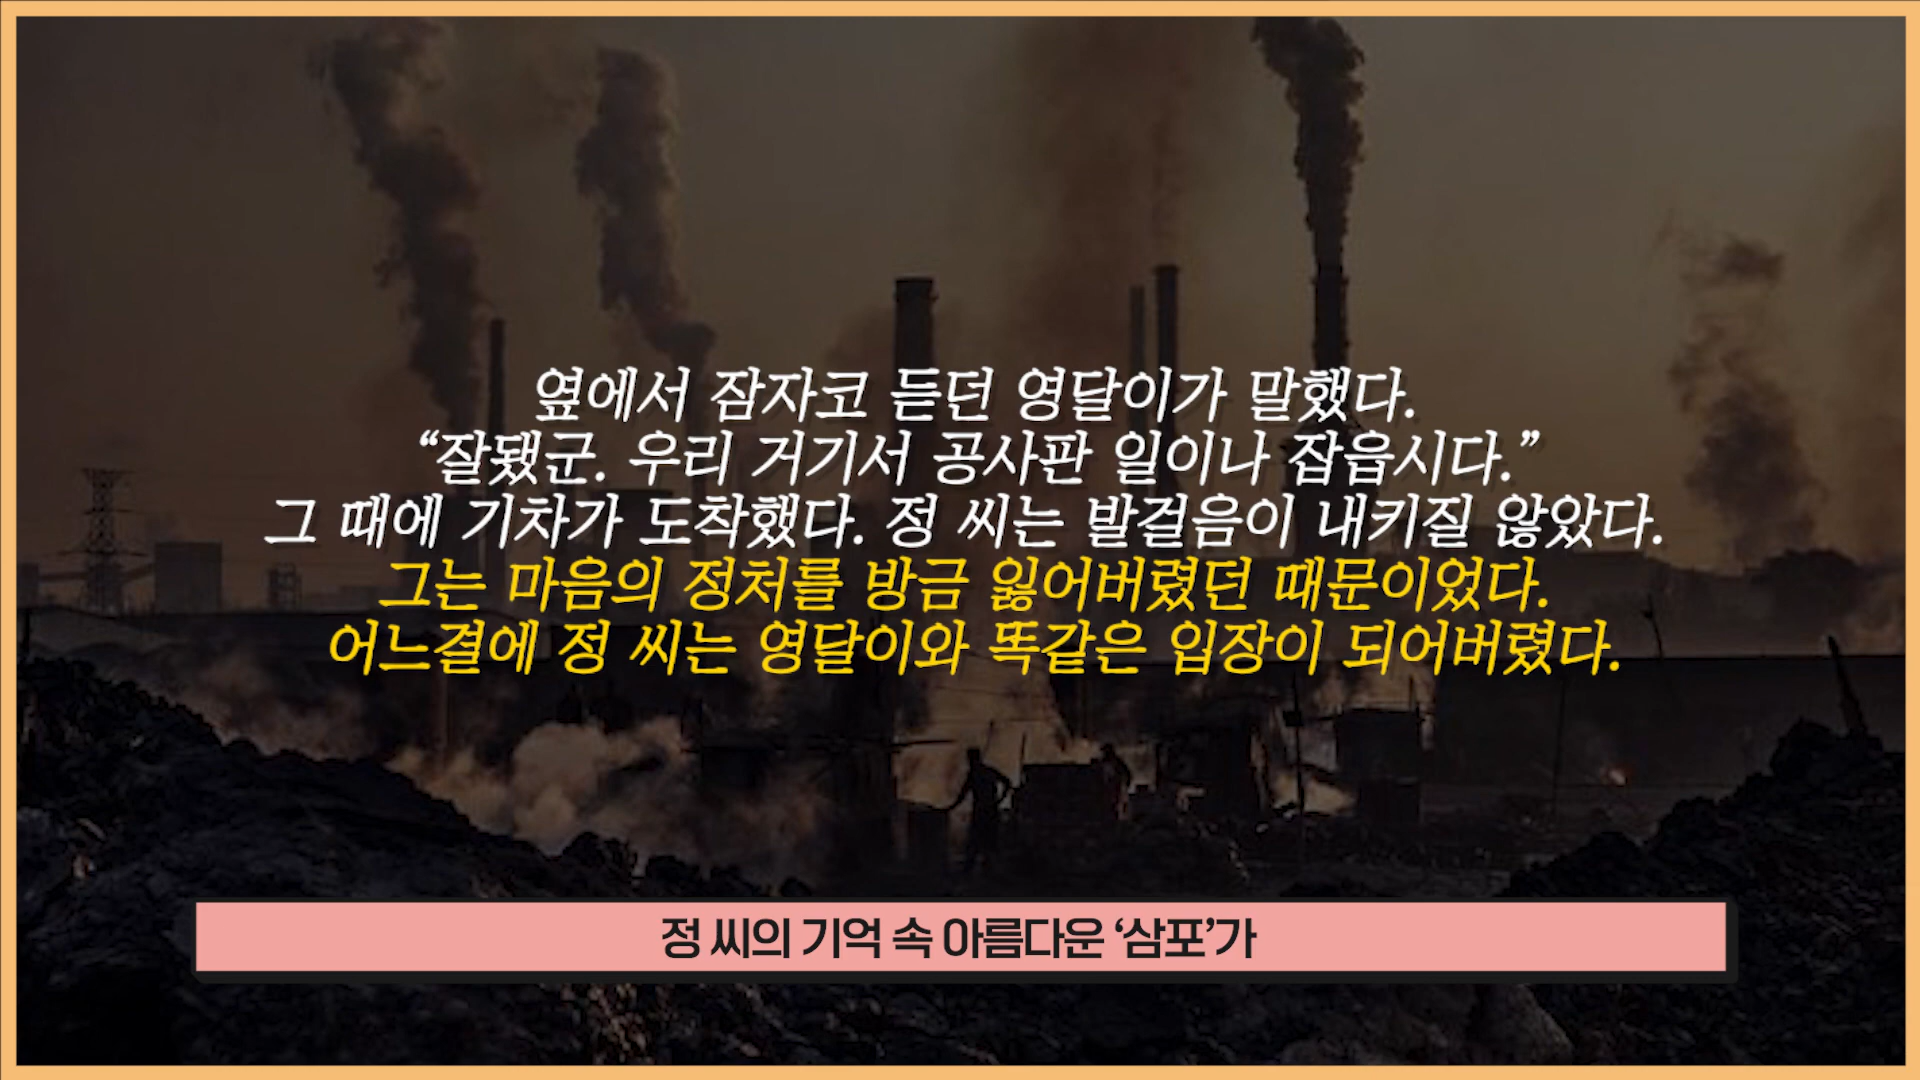 옆에서 잠자코 듣던 영달이가 말했다.
“잘됐군. 우리 거기서 공사판 일이나 잡읍시다.”
그 때에 기차가 도착했다. 정 씨는 발걸음이 내키질 않았다.
그는 마음의 정처를 방금 잃어버렸던 때문이었다.
어느결에 정 씨는 영달이와 똑같은 입장이 되어버렸다.
정 씨의 기억 속 아름다운 ‘삼포’가